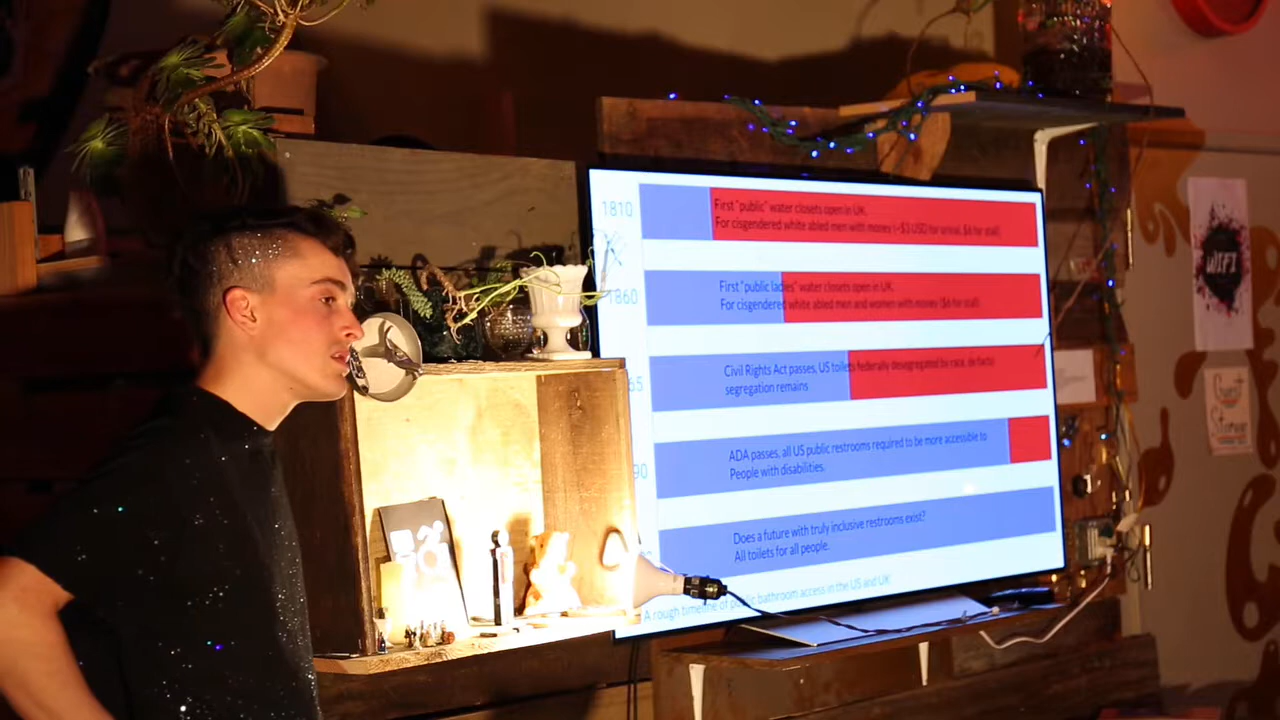 1810
First "public" water closets open in UK.
For cisgendered white abled men with money (~$3 USD for urinal, $6 for stall)
1860
First "public ladies" water closets open in UK.
For cisgendered white abled men and women with money ($6 for stall)
65
Civil Rights Act passes, US toilets federally desegregated by race, de facto
segregation remains
90
ADA passes, all US public restrooms required to be more accessible to
People with disabilities.
Does a future with truly inclusive restrooms exist?
All toilets for all people.
A rough timeline of public bathroom access in the US and UK
WIFI